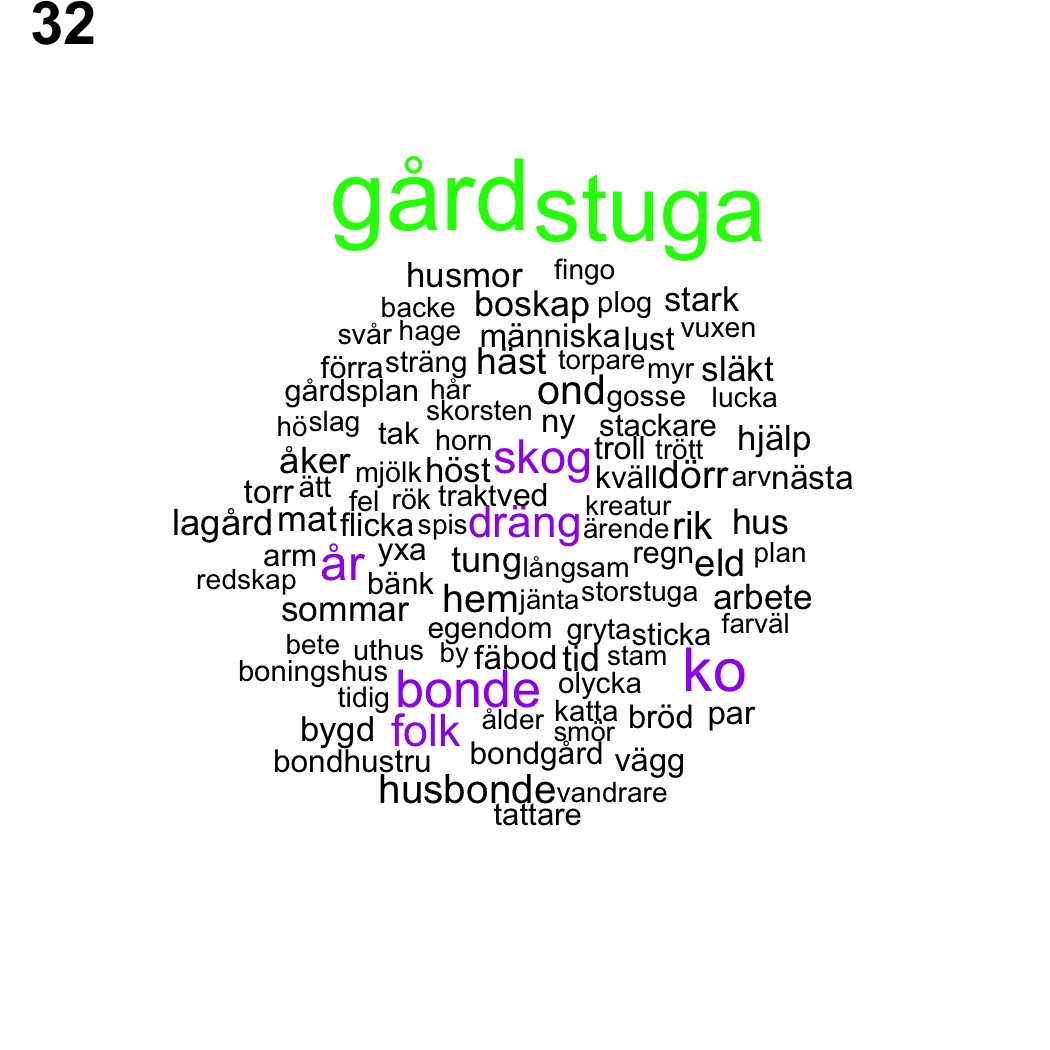 32
gård stuga
husmor fingo
backe boskap plog stark
svår hage människa lust vuxen
förra sträng häst torpare myr släkt
gårdsplan hår ond gosse lucka
hö slag skorsten ny stackare
tak horn skog troll trött hjälp
åker mjölk höst kväll dörr arv nästa
torr ätt fel rök trakt ved kreatur
lagård mat flicka spis dräng ärende rik hus
arm år yxa tung långsam regn eld plan
redskap bänk hem jänta storstuga arbete
sommar egendom gryta sticka farväl
bete uthus by fäbod tid stam ko
boningshus tidig bonde olycka
bygd folk ålder katta smör bröd par
bondhustru bondgård vägg
husbonde vandrare
tattare